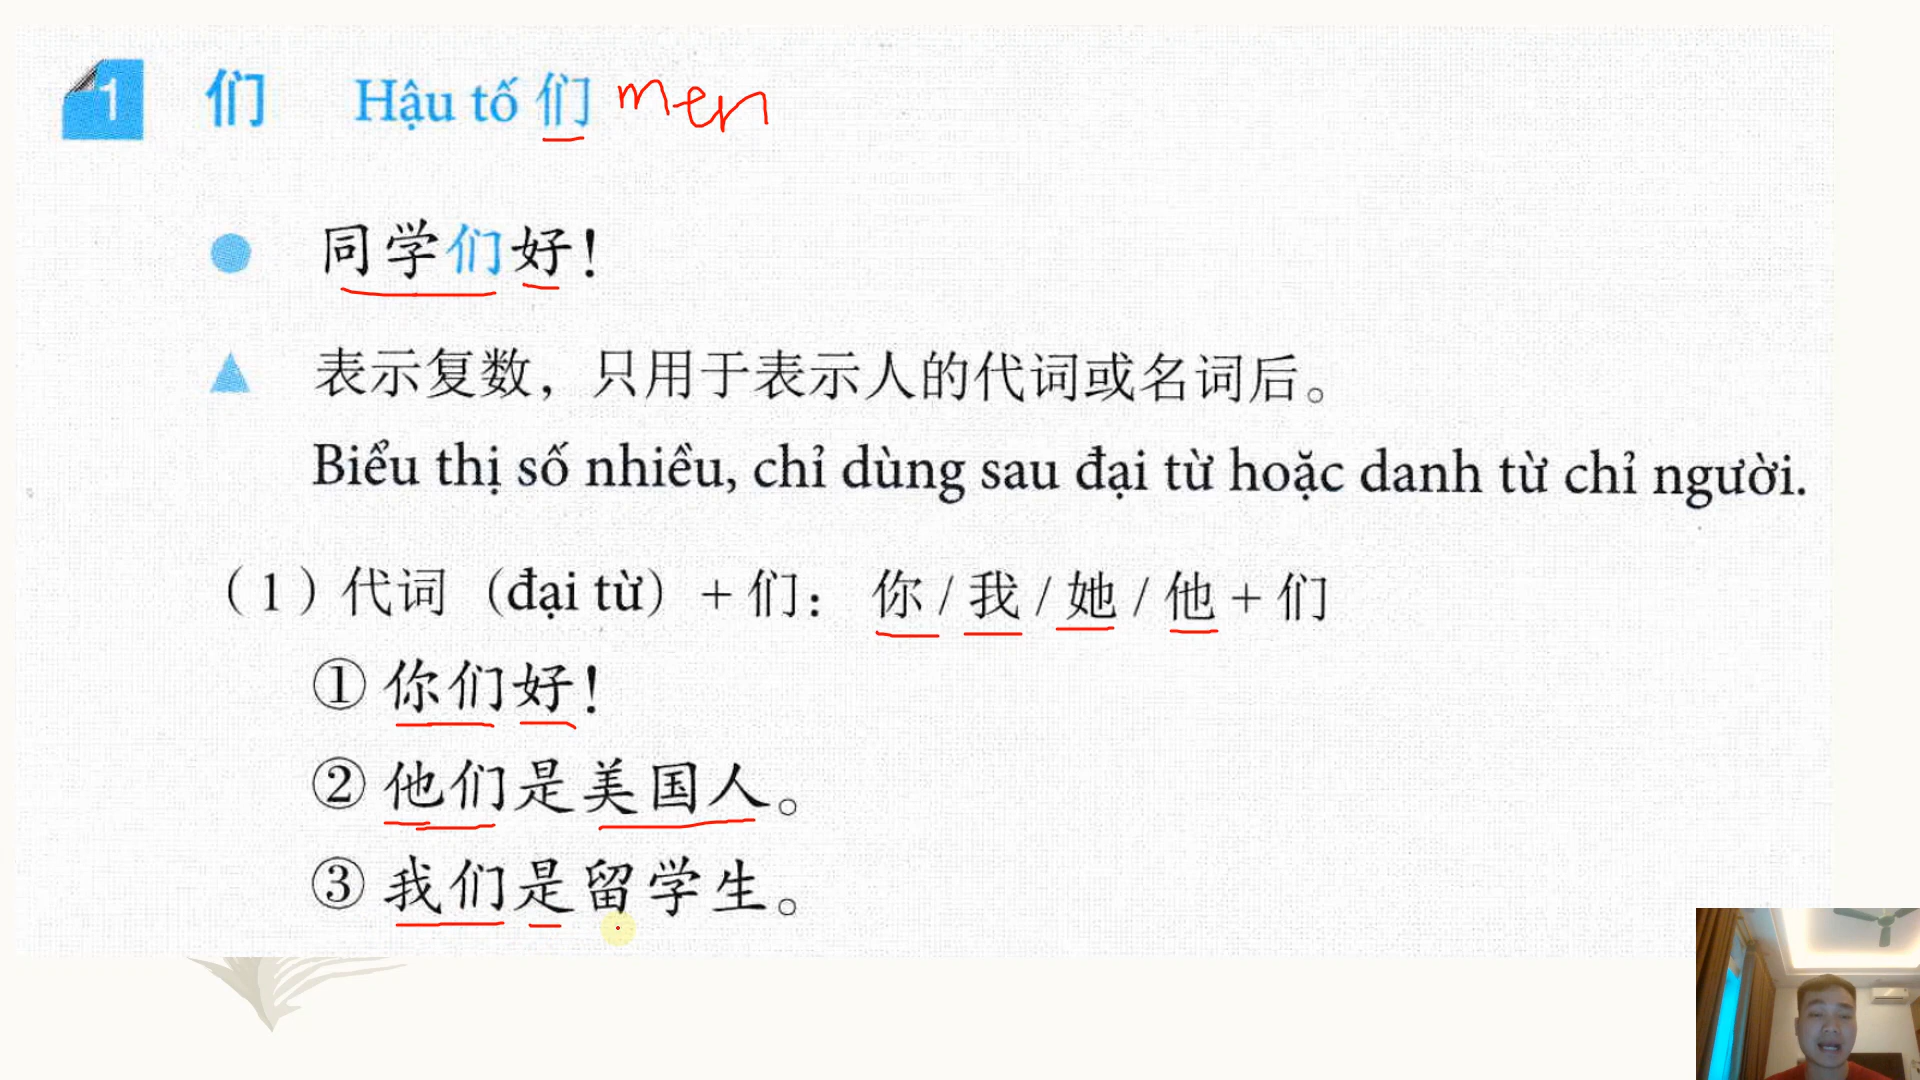 1 们 Hậu tố 们 men
同学们好!
表示复数，只用于表示人的代词或名词后。
Biểu thị số nhiều, chỉ dùng sau đại từ hoặc danh từ chỉ người.
（1）代词（đại từ）+ 们： 你 / 我 / 她 / 他 + 们
① 你们好!
② 他们是美国人。
③ 我们是留学生。